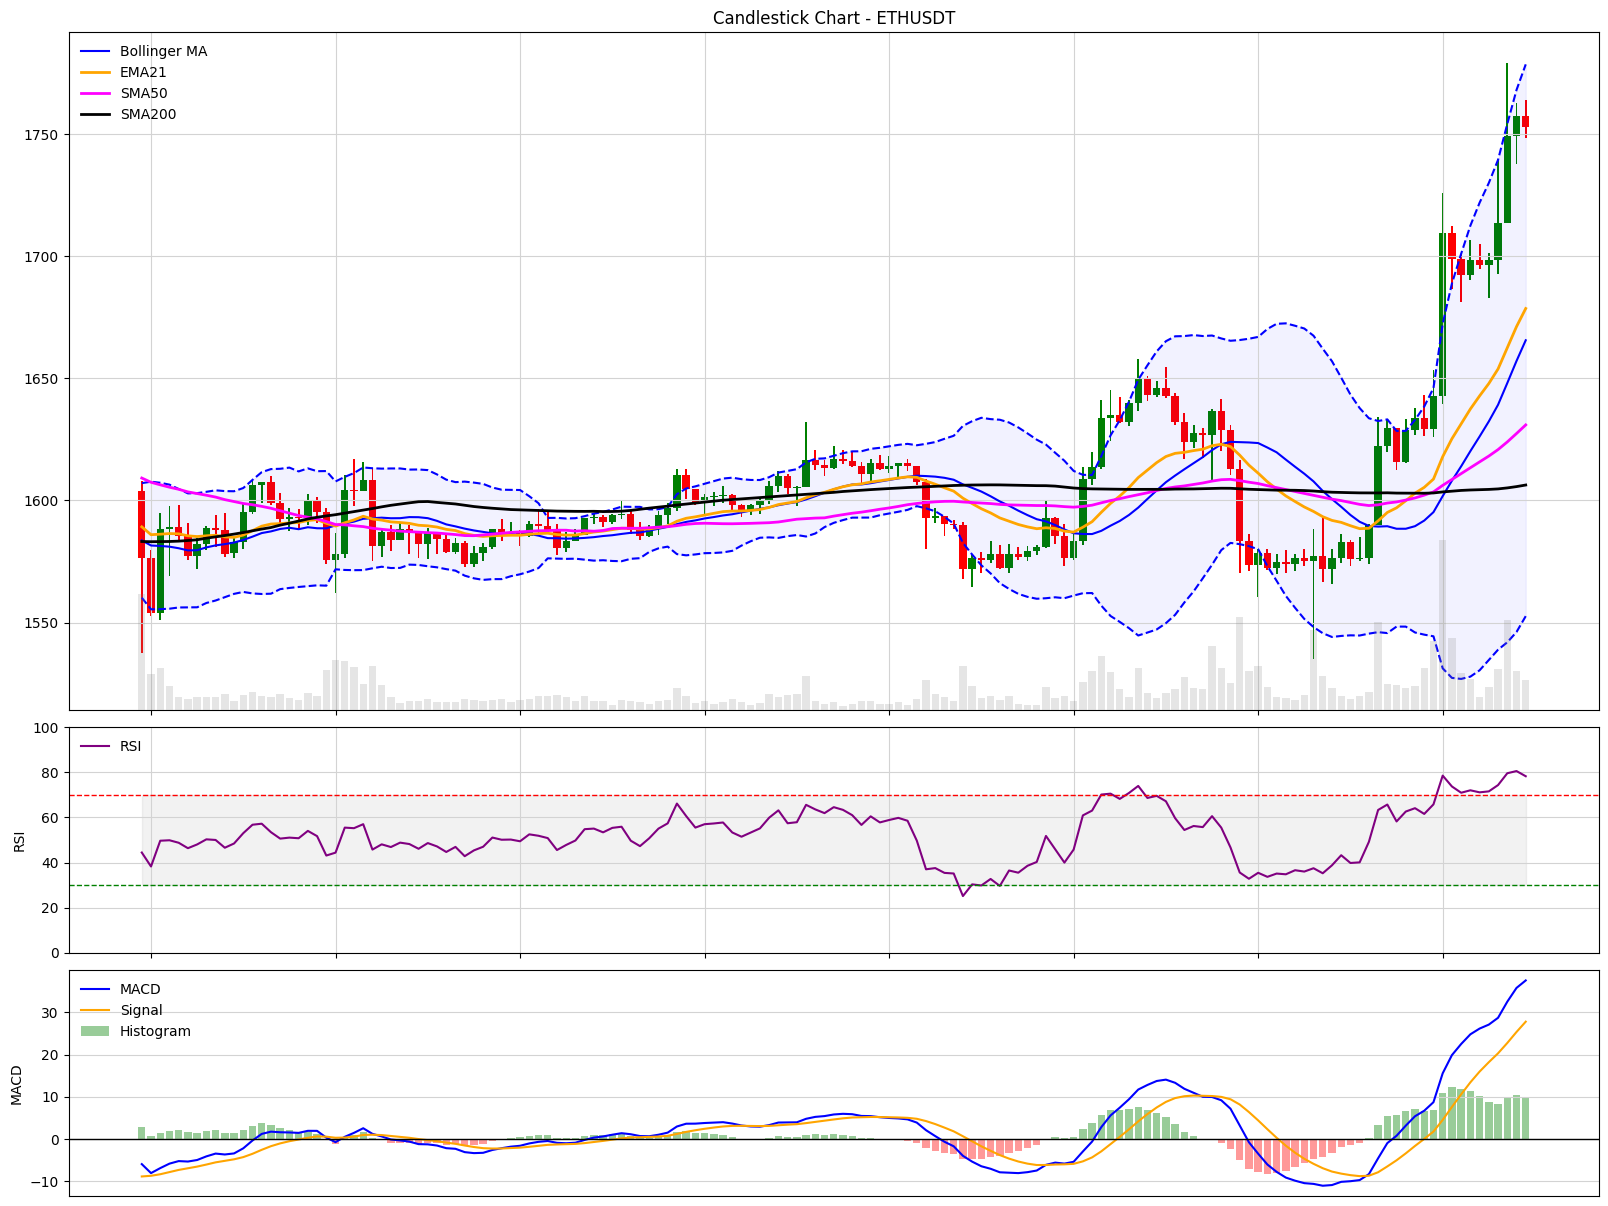 Candlestick Chart - ETHUSDT
Bollinger MA
EMA21
SMA50
SMA200
1750
1700
1650
1600
1550
100
80
60
40
20
0
RSI
RSI
MACD
Signal
Histogram
30
20
10
0
−10
MACD